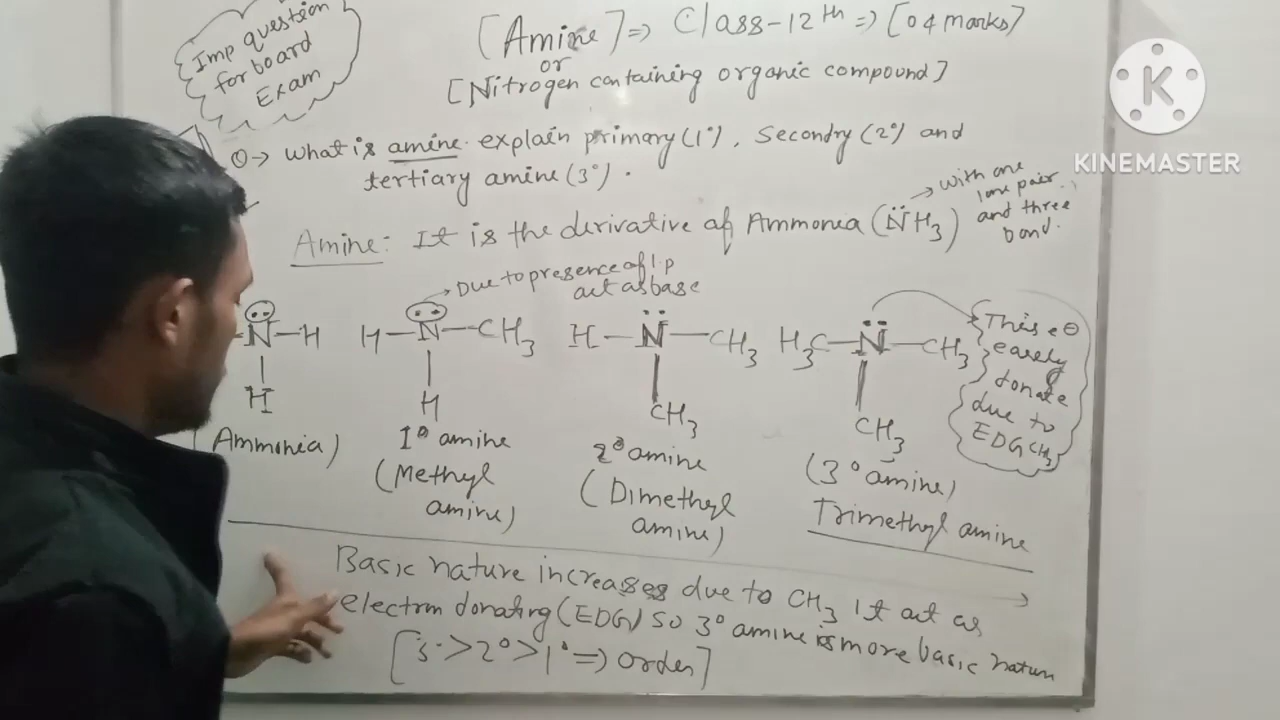 Imp question
for board
Exam
[Amine] => Class-12th => [04 marks]
or
[Nitrogen containing organic compound]
K
KINEMASTER
Q→ What is amine. explain primary (1°), Secondry (2°) and
tertiary amine (3°).
→ with one
lone pair
and three
bond.
Amine: It is the derivative of Ammonea (N̈H3)
→ Due to presence of l.p
act as base
N-H
H
(Ammonia)
H-N-CH3
H
1° amine
(Methyl
amine)
H-N̈-CH3
CH3
2° amine
(Dimethyl
amine)
H3C-N̈-CH3
CH3
(3° amine)
Trimethyl amine
This e⊖
easely
donate
due to
EDG CH3
Basic nature increases due to CH3 It act as
electrm donating (EDG) so 3° amine is more basic natum
[3° > 2° > 1° => order]